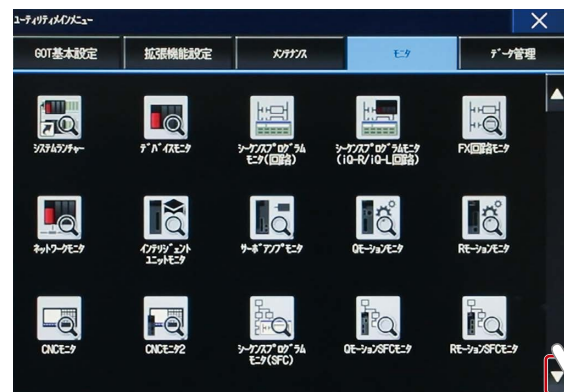 ﾕｰﾃｨﾘﾃｨﾒｲﾝﾒﾆｭｰ
GOT基本設定 拡張機能設定 ﾒﾝﾃﾅﾝｽ ﾓﾆﾀ ﾃﾞｰﾀ管理
ｼｽﾃﾑﾗﾝﾁｬｰ ﾃﾞﾊﾞｲｽﾓﾆﾀ ｼｰｹﾝｽﾌﾟﾛｸﾞﾗﾑ ｼｰｹﾝｽﾌﾟﾛｸﾞﾗﾑﾓﾆﾀ FX回路ﾓﾆﾀ
ﾓﾆﾀ(回路) (iQ-R/iQ-L回路)
ﾈｯﾄﾜｰｸﾓﾆﾀ ｲﾝﾃﾘｼﾞｪﾝﾄ ｻｰﾎﾞｱﾝﾌﾟﾓﾆﾀ Qﾓｰｼｮﾝﾓﾆﾀ Rﾓｰｼｮﾝﾓﾆﾀ
ﾕﾆｯﾄﾓﾆﾀ
CNCﾓﾆﾀ CNCﾓﾆﾀ2 ｼｰｹﾝｽﾌﾟﾛｸﾞﾗﾑ QﾓｰｼｮﾝSFCﾓﾆﾀ RﾓｰｼｮﾝSFCﾓﾆﾀ
ﾓﾆﾀ(SFC)